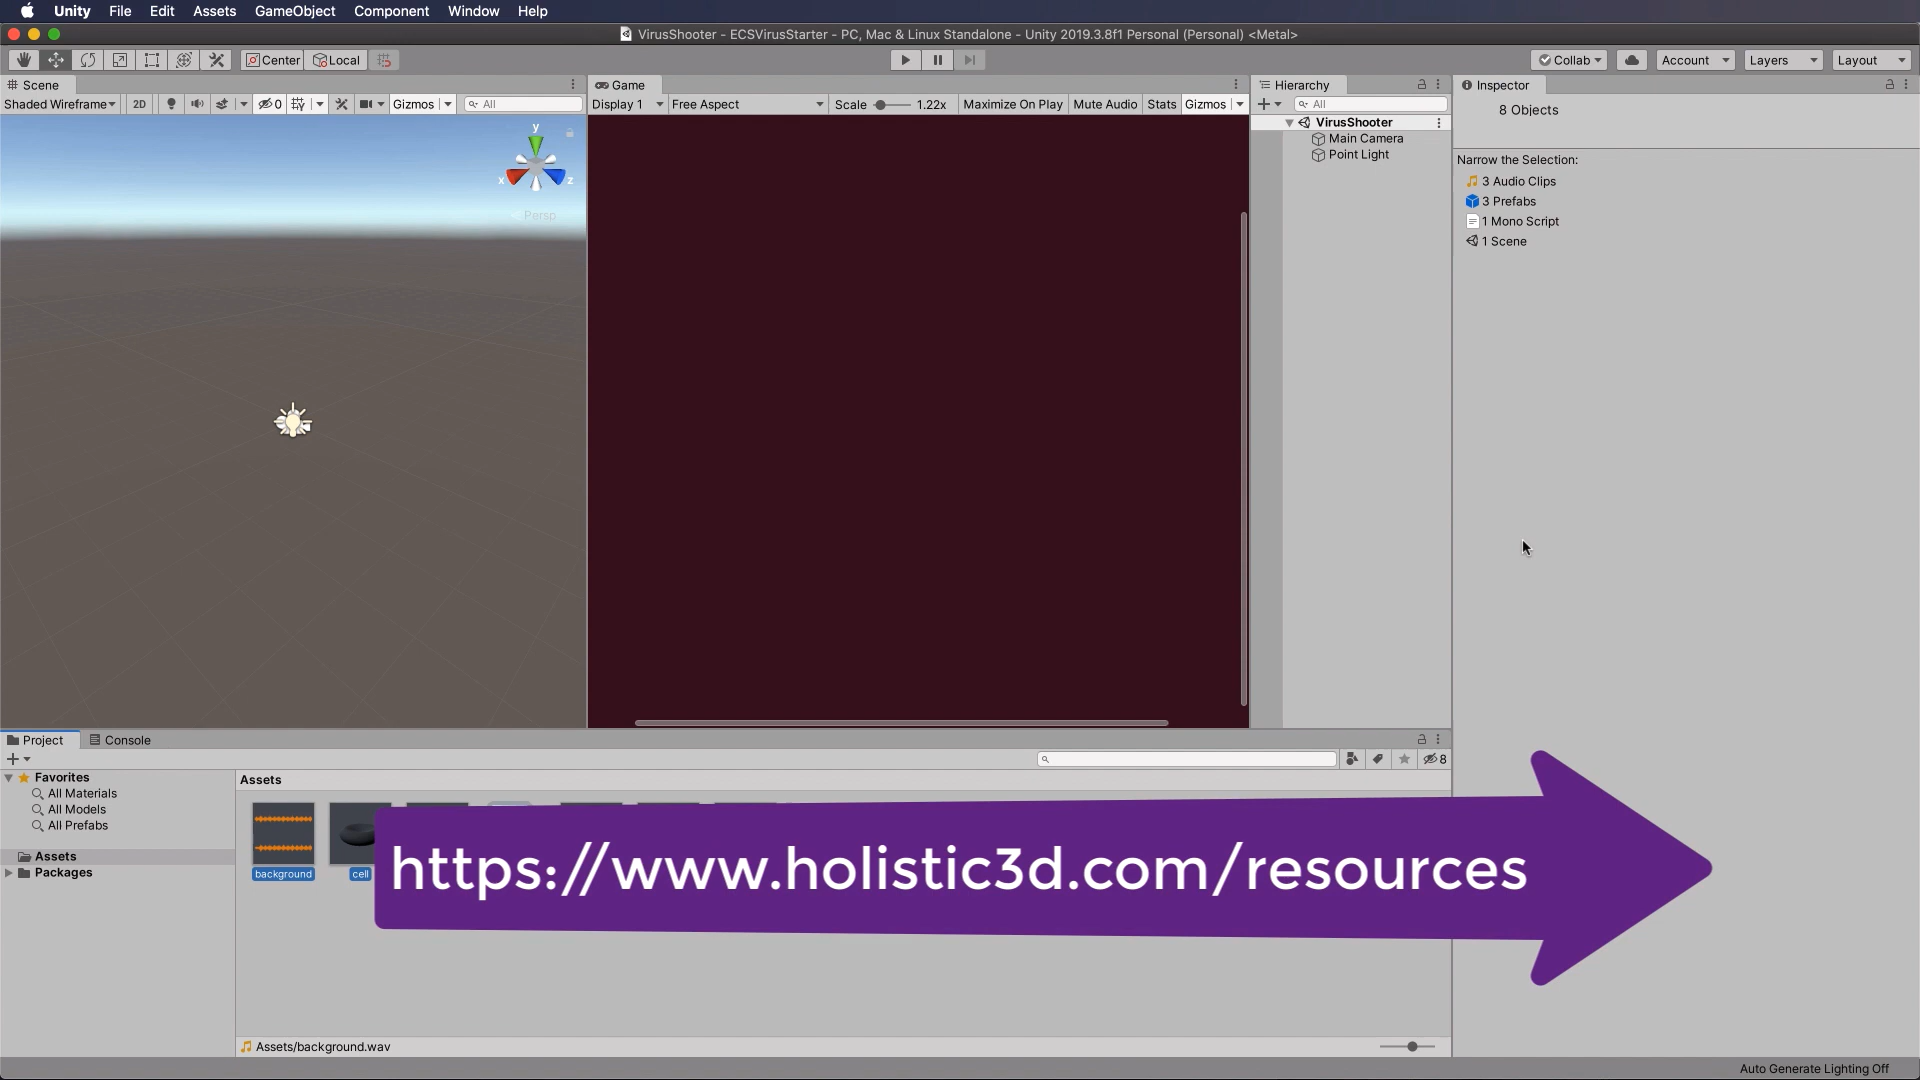 Unity File Edit Assets GameObject Component Window Help
VirusShooter - ECSVirusStarter - PC, Mac & Linux Standalone - Unity 2019.3.8f1 Personal (Personal) <Metal>
Center Local Collab Account Layers Layout
Scene
Shaded Wireframe 2D 0 Gizmos All
y
x z
Persp
Game
Display 1 Free Aspect Scale 1.22x Maximize On Play Mute Audio Stats Gizmos
Hierarchy
All
VirusShooter
Main Camera
Point Light
Inspector
8 Objects
Narrow the Selection:
3 Audio Clips
3 Prefabs
1 Mono Script
1 Scene
Project Console
8
Favorites
All Materials
All Models
All Prefabs
Assets
Packages
Assets
background cell
https://www.holistic3d.com/resources
Assets/background.wav
Auto Generate Lighting Off